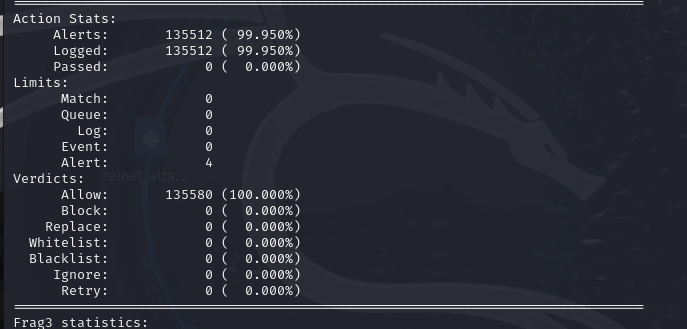 ===============================================================================
Action Stats:
     Alerts:       135512 ( 99.950%)
     Logged:       135512 ( 99.950%)
     Passed:            0 (  0.000%)
Limits:
      Match:            0
      Queue:            0
        Log:            0
      Event:            0
      Alert:            4
Verdicts:
      Allow:       135580 (100.000%)
      Block:            0 (  0.000%)
    Replace:            0 (  0.000%)
  Whitelist:            0 (  0.000%)
  Blacklist:            0 (  0.000%)
     Ignore:            0 (  0.000%)
      Retry:            0 (  0.000%)
===============================================================================
Frag3 statistics:
telnet_atta...